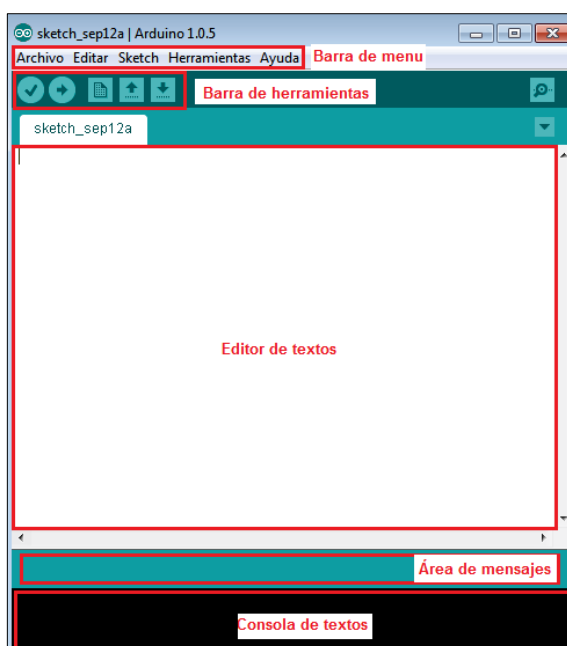 sketch_sep12a | Arduino 1.0.5
Archivo Editar Sketch Herramientas Ayuda Barra de menu
Barra de herramientas
sketch_sep12a
Editor de textos
Área de mensajes
Consola de textos